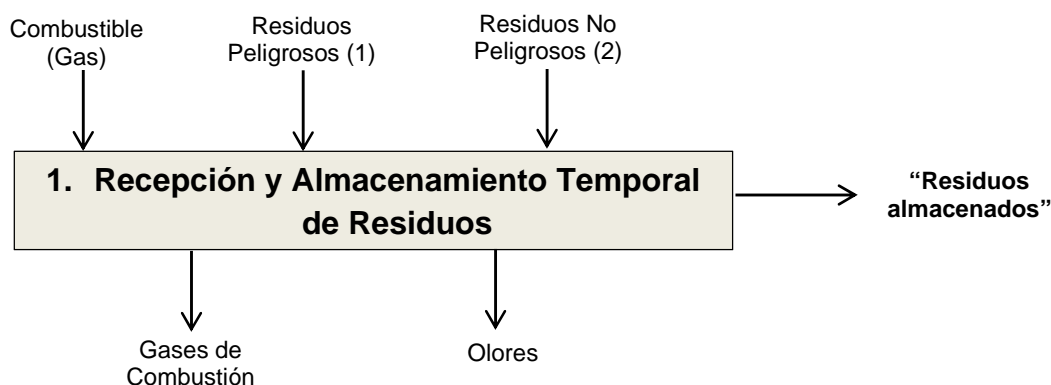 Combustible
(Gas)
Residuos
Peligrosos (1)
Residuos No
Peligrosos (2)
1. Recepción y Almacenamiento Temporal
de Residuos
“Residuos
almacenados”
Gases de
Combustión
Olores